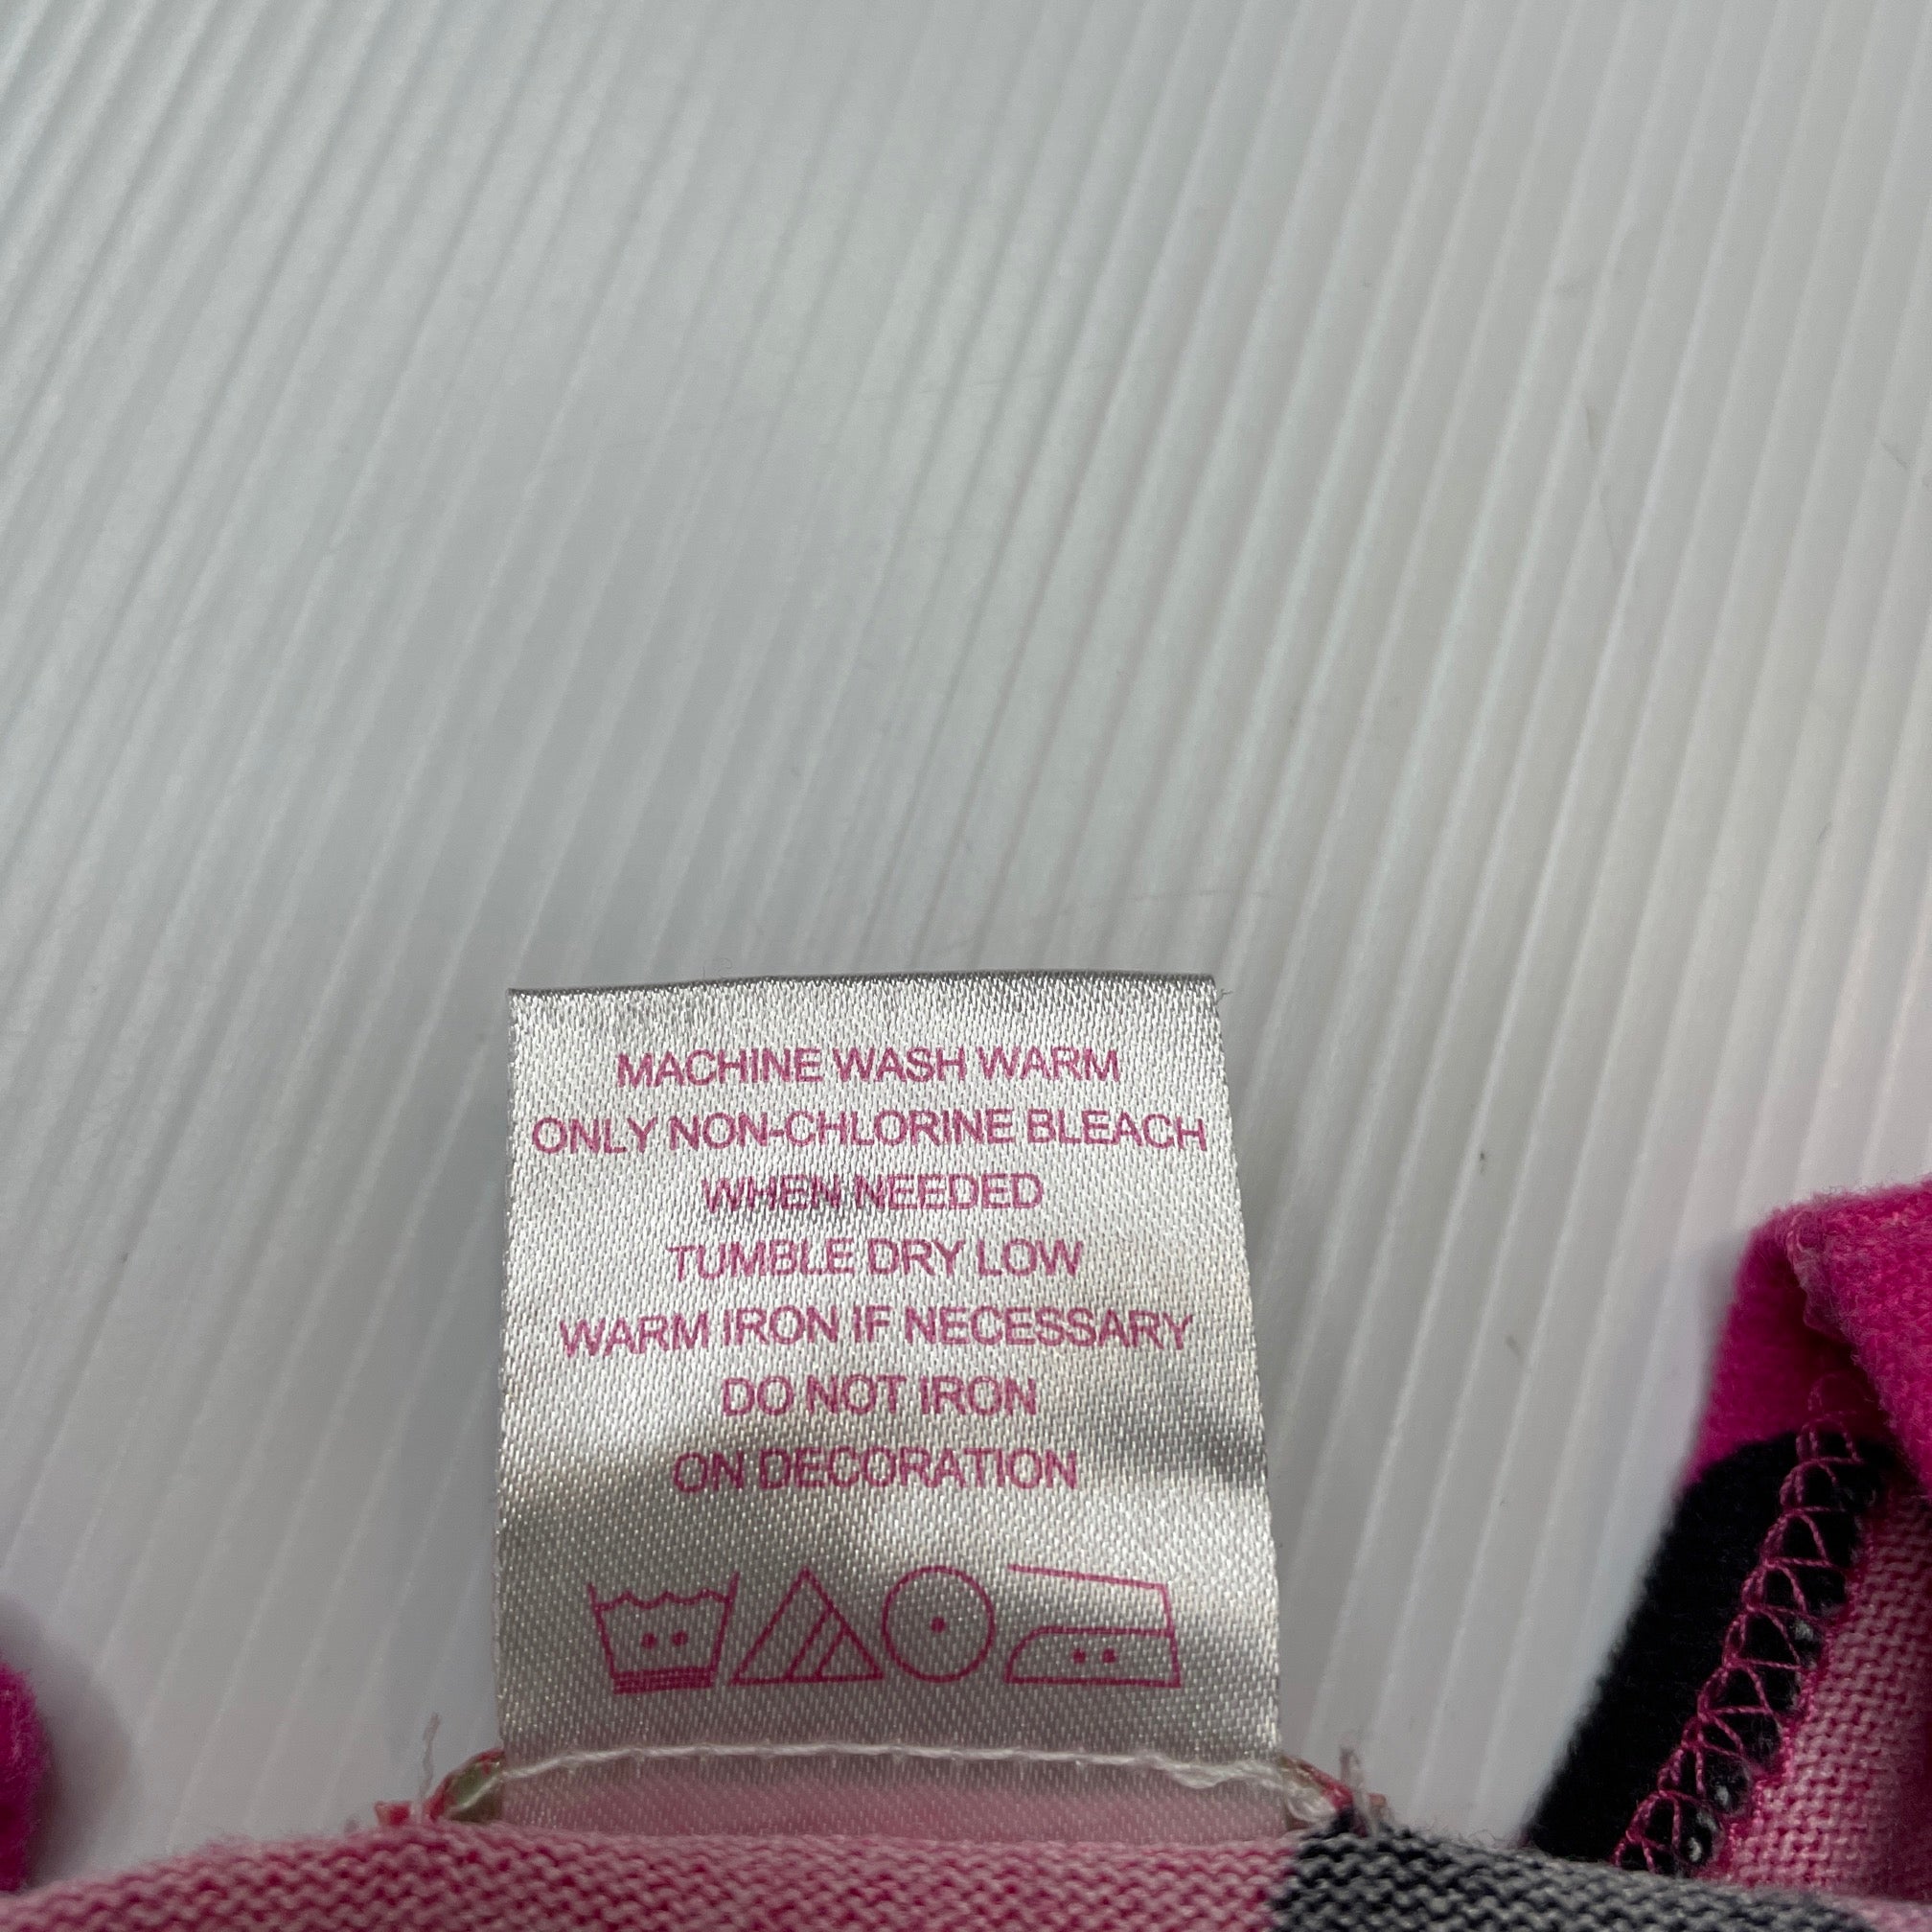 MACHINE WASH WARM
ONLY NON-CHLORINE BLEACH
WHEN NEEDED
TUMBLE DRY LOW
WARM IRON IF NECESSARY
DO NOT IRON
ON DECORATION